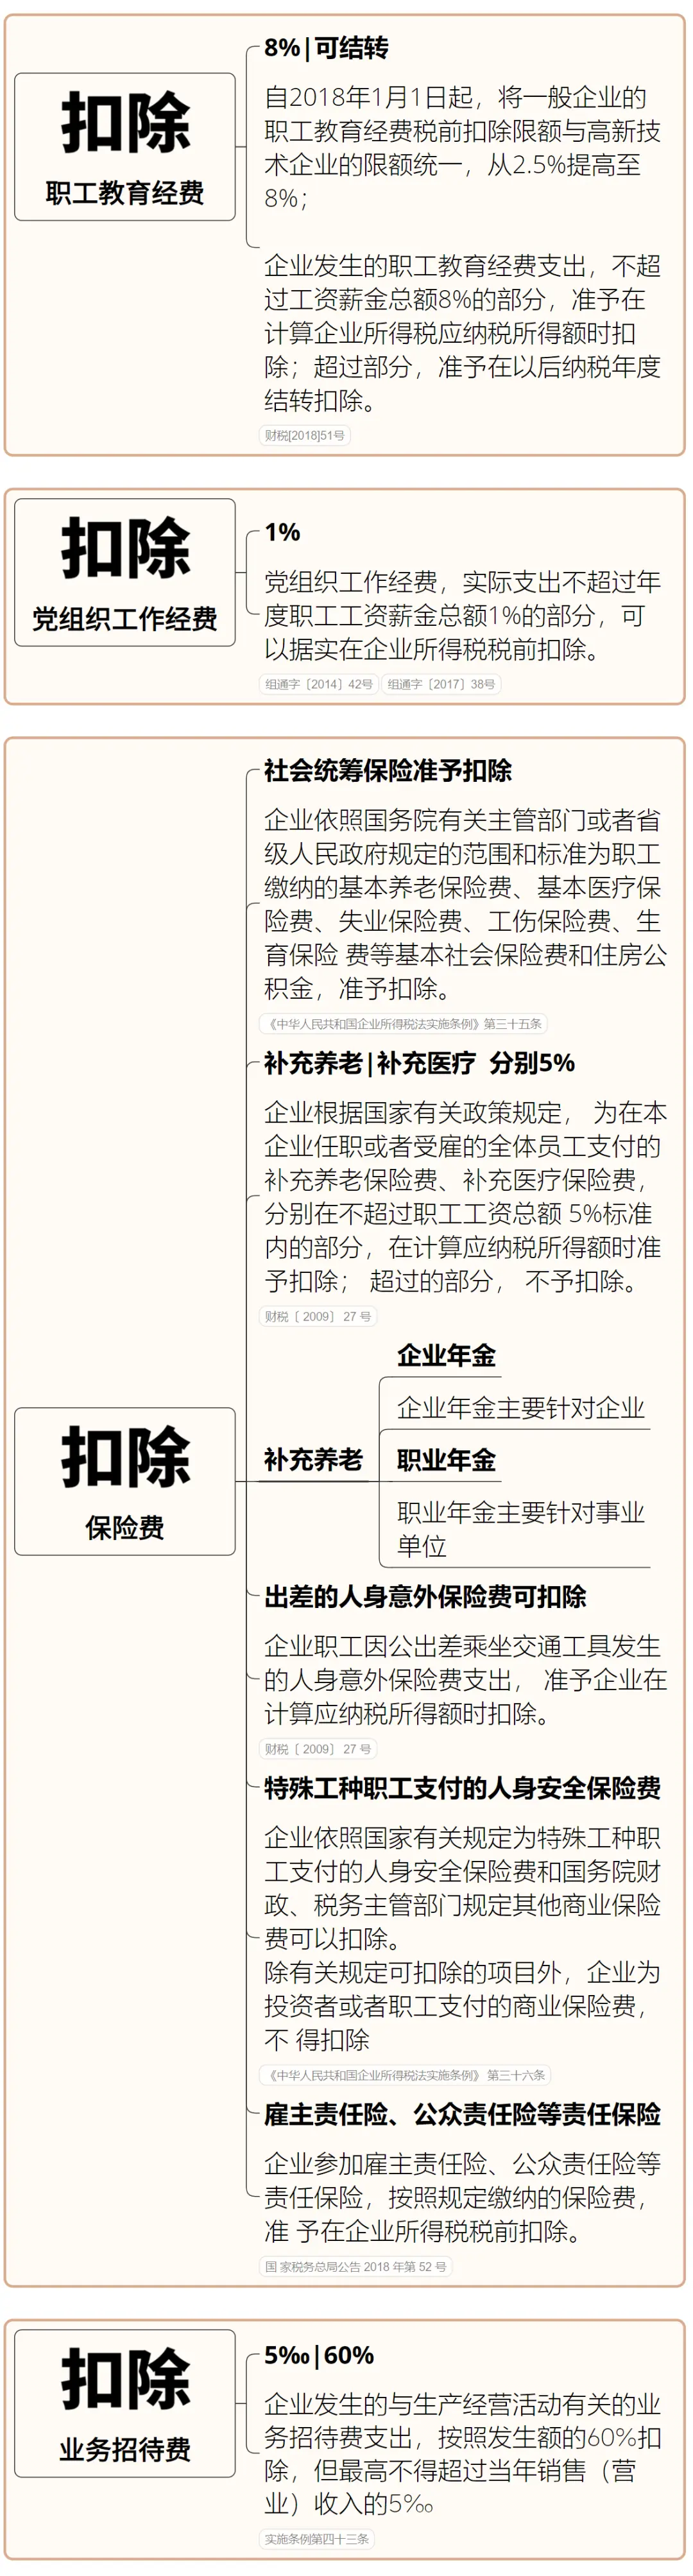 扣除
职工教育经费
8%|可结转
自2018年1月1日起，将一般企业的
职工教育经费税前扣除限额与高新技
术企业的限额统一，从2.5%提高至
8%；
企业发生的职工教育经费支出，不超
过工资薪金总额8%的部分，准予在
计算企业所得税应纳税所得额时扣
除；超过部分，准予在以后纳税年度
结转扣除。
财税[2018]51号
扣除
党组织工作经费
1%
党组织工作经费，实际支出不超过年
度职工工资薪金总额1%的部分，可
以据实在企业所得税税前扣除。
组通字〔2014〕42号 组通字〔2017〕38号
扣除
保险费
社会统筹保险准予扣除
企业依照国务院有关主管部门或者省
级人民政府规定的范围和标准为职工
缴纳的基本养老保险费、基本医疗保
险费、失业保险费、工伤保险费、生
育保险 费等基本社会保险费和住房公
积金，准予扣除。
《中华人民共和国企业所得税法实施条例》第三十五条
补充养老|补充医疗 分别5%
企业根据国家有关政策规定， 为在本
企业任职或者受雇的全体员工支付的
补充养老保险费、补充医疗保险费，
分别在不超过职工工资总额 5%标准
内的部分，在计算应纳税所得额时准
予扣除； 超过的部分， 不予扣除。
财税〔 2009〕 27 号
补充养老
企业年金
企业年金主要针对企业
职业年金
职业年金主要针对事业
单位
出差的人身意外保险费可扣除
企业职工因公出差乘坐交通工具发生
的人身意外保险费支出， 准予企业在
计算应纳税所得额时扣除。
财税〔 2009〕 27 号
特殊工种职工支付的人身安全保险费
企业依照国家有关规定为特殊工种职
工支付的人身安全保险费和国务院财
政、税务主管部门规定其他商业保险
费可以扣除。
除有关规定可扣除的项目外，企业为
投资者或者职工支付的商业保险费，
不 得扣除
《中华人民共和国企业所得税法实施条例》 第三十六条
雇主责任险、公众责任险等责任保险
企业参加雇主责任险、公众责任险等
责任保险，按照规定缴纳的保险费，
准 予在企业所得税税前扣除。
国 家税务总局公告 2018 年第 52 号
扣除
业务招待费
5‰|60%
企业发生的与生产经营活动有关的业
务招待费支出，按照发生额的60%扣
除，但最高不得超过当年销售（营
业）收入的5‰
实施条例第四十三条